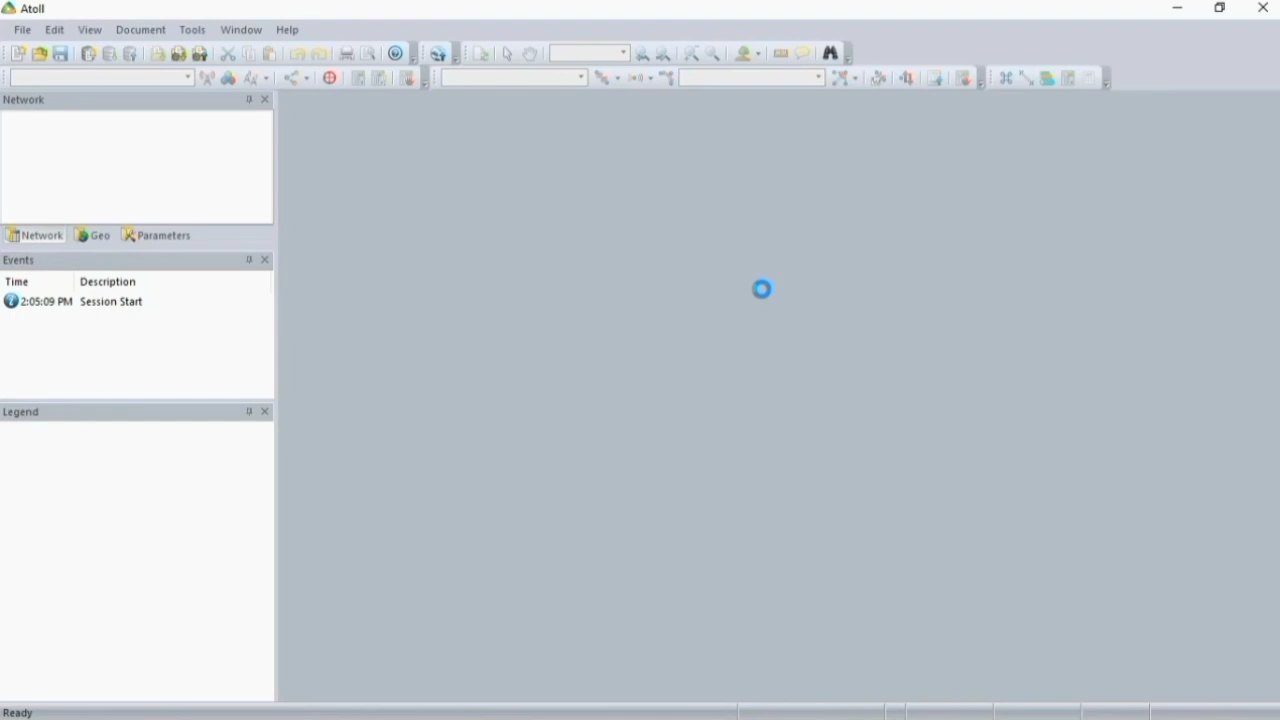 Atoll
File Edit View Document Tools Window Help
Network
Network Geo Parameters
Events
Time Description
2:05:09 PM Session Start
Legend
Ready